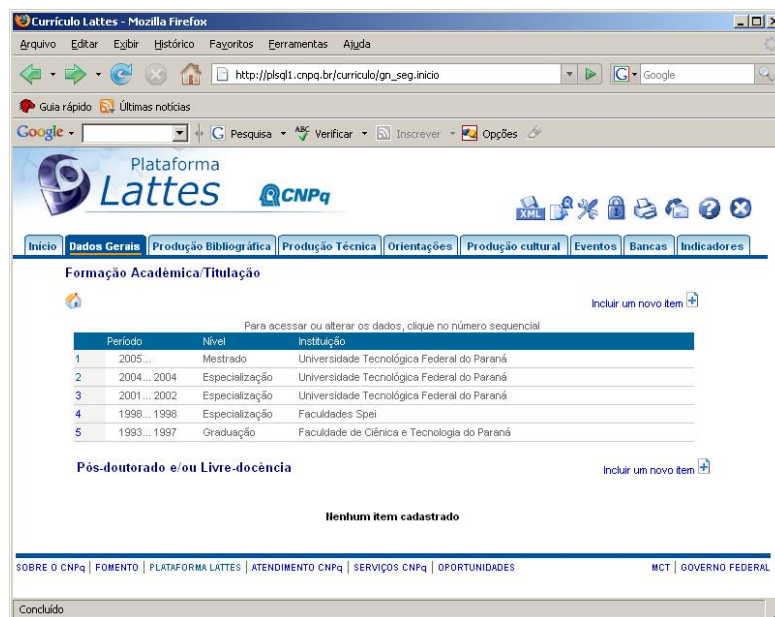 Currículo Lattes - Mozilla Firefox
Arquivo Editar Exibir Histórico Favoritos Ferramentas Ajuda
http://plsql1.cnpq.br/curriculo/gn_seg.inicio G Google
Guia rápido Últimas notícias
Google G Pesquisa ABC Verificar Inscrever Opções
Plataforma
Lattes CNPq
XML
Início Dados Gerais Produção Bibliográfica Produção Técnica Orientações Produção cultural Eventos Bancas Indicadores
Formação Acadêmica/Titulação
Incluir um novo item
Para acessar ou alterar os dados, clique no número sequencial
Período Nível Instituição
1 2005... Mestrado Universidade Tecnológica Federal do Paraná
2 2004... 2004 Especialização Universidade Tecnológica Federal do Paraná
3 2001... 2002 Especialização Universidade Tecnológica Federal do Paraná
4 1998... 1998 Especialização Faculdades Spei
5 1993... 1997 Graduação Faculdade de Ciênica e Tecnologia do Paraná
Pós-doutorado e/ou Livre-docência Incluir um novo item
Nenhum item cadastrado
SOBRE O CNPq | FOMENTO | PLATAFORMA LATTES | ATENDIMENTO CNPq | SERVIÇOS CNPq | OPORTUNIDADES MCT | GOVERNO FEDERAL
Concluído